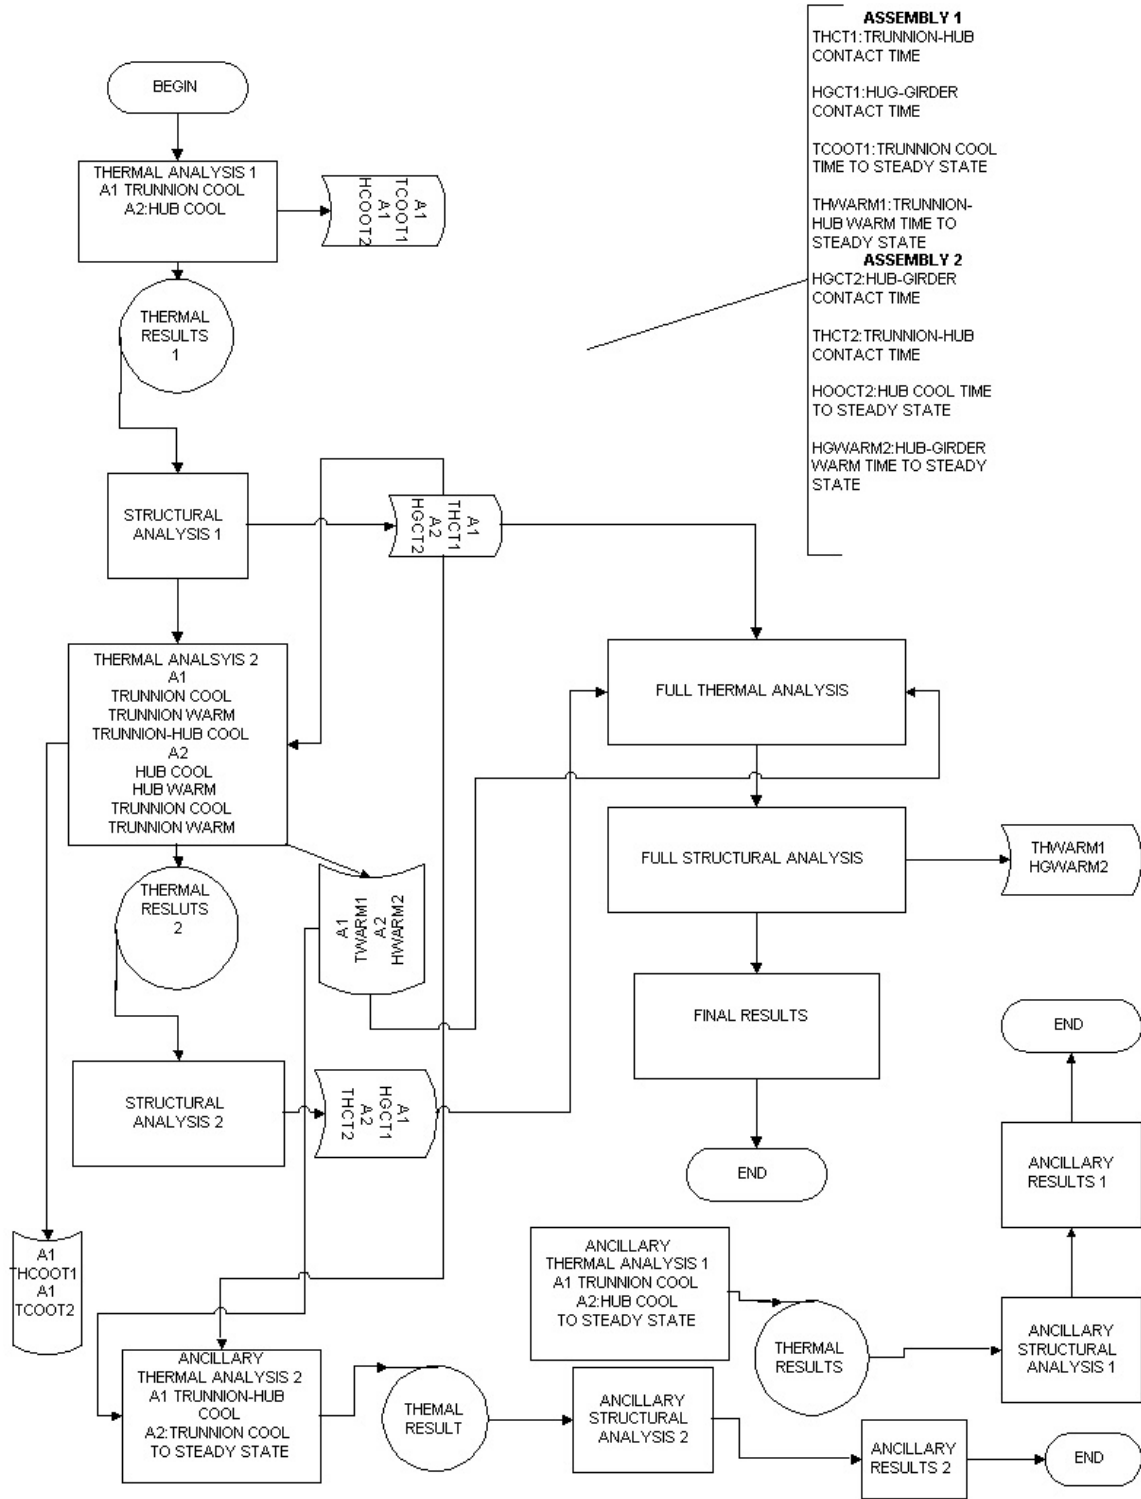 ASSEMBLY 1
THCT1:TRUNNION-HUB
CONTACT TIME
HGCT1:HUG-GIRDER
CONTACT TIME
TCOOT1:TRUNNION COOL
TIME TO STEADY STATE
THWARM1:TRUNNION-
HUB WARM TIME TO
STEADY STATE
ASSEMBLY 2
HGCT2:HUB-GIRDER
CONTACT TIME
THCT2:TRUNNION-HUB
CONTACT TIME
HOOCT2:HUB COOL TIME
TO STEADY STATE
HGWARM2:HUB-GIRDER
WARM TIME TO STEADY
STATE
BEGIN
THERMAL ANALYSIS 1
A1 TRUNNION COOL
A2:HUB COOL
A1
TCOOT1
A1
HCOOT2
THERMAL
RESULTS
1
STRUCTURAL
ANALYSIS 1
A1
THCT1
A2
HGCT2
THERMAL ANALSYIS 2
A1
TRUNNION COOL
TRUNNION WARM
TRUNNION-HUB COOL
A2
HUB COOL
HUB WARM
TRUNNION COOL
TRUNNION WARM
FULL THERMAL ANALYSIS
FULL STRUCTURAL ANALYSIS
THWARM1
HGWARM2
THERMAL
RESLUTS
2
A1
TWARM1
A2
HWARM2
FINAL RESULTS
END
STRUCTURAL
ANALYSIS 2
A1
HGCT1
A2
THCT2
END
ANCILLARY
RESULTS 1
A1
THCOOT1
A1
TCOOT2
ANCILLARY
THERMAL ANALYSIS 1
A1 TRUNNION COOL
A2:HUB COOL
TO STEADY STATE
THERMAL
RESULTS
ANCILLARY
STRUCTURAL
ANALYSIS 1
ANCILLARY
THERMAL ANALYSIS 2
A1 TRUNNION-HUB
COOL
A2:TRUNNION COOL
TO STEADY STATE
THEMAL
RESULT
ANCILLARY
STRUCTURAL
ANALYSIS 2
ANCILLARY
RESULTS 2
END